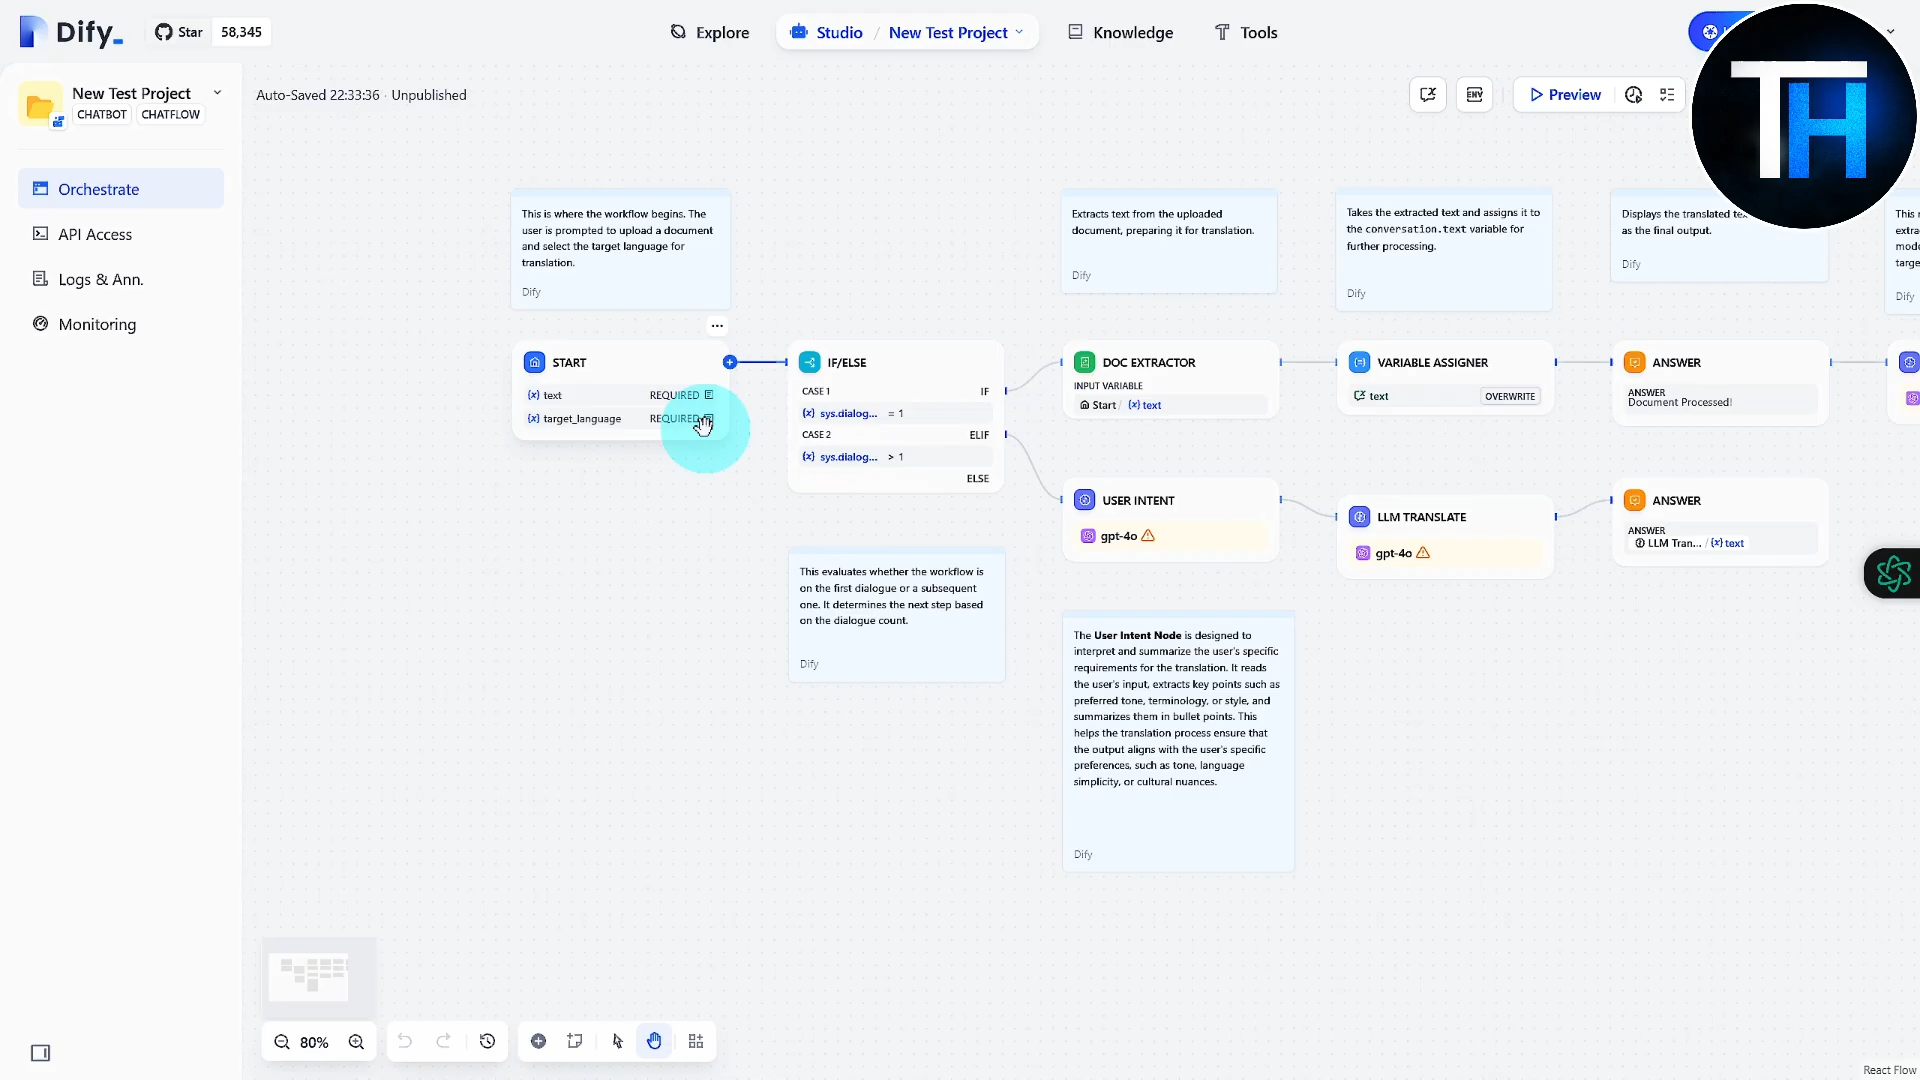 Dify_
Star 58,345
Explore
Studio / New Test Project
Knowledge
Tools
TH
New Test Project
CHATBOT CHATFLOW
Auto-Saved 22:33:36 · Unpublished
ENV
Preview
Orchestrate
API Access
Logs & Ann.
Monitoring
This is where the workflow begins. The
user is prompted to upload a document
and select the target language for
translation.
Dify
Extracts text from the uploaded
document, preparing it for translation.
Dify
Takes the extracted text and assigns it to
the conversation.text variable for
further processing.
Dify
Displays the translated
as the final output.
Dify
This
targe
Dify
START
{x} text REQUIRED
{x} target_language REQUIRED
IF/ELSE
CASE 1 IF
{x} sys.dialog... = 1
CASE 2 ELIF
{x} sys.dialog... > 1
ELSE
DOC EXTRACTOR
INPUT VARIABLE
Start / {x} text
VARIABLE ASSIGNER
text OVERWRITE
ANSWER
ANSWER
Document Processed!
USER INTENT
gpt-4o
LLM TRANSLATE
gpt-4o
ANSWER
ANSWER
LLM Tran... / {x} text
This evaluates whether the workflow is
on the first dialogue or a subsequent
one. It determines the next step based
on the dialogue count.
Dify
The User Intent Node is designed to
interpret and summarize the user's specific
requirements for the translation. It reads
the user's input, extracts key points such as
preferred tone, terminology, or style, and
summarizes them in bullet points. This
helps the translation process ensure that
the output aligns with the user's specific
preferences, such as tone, language
simplicity, or cultural nuances.
Dify
80%
React Flow